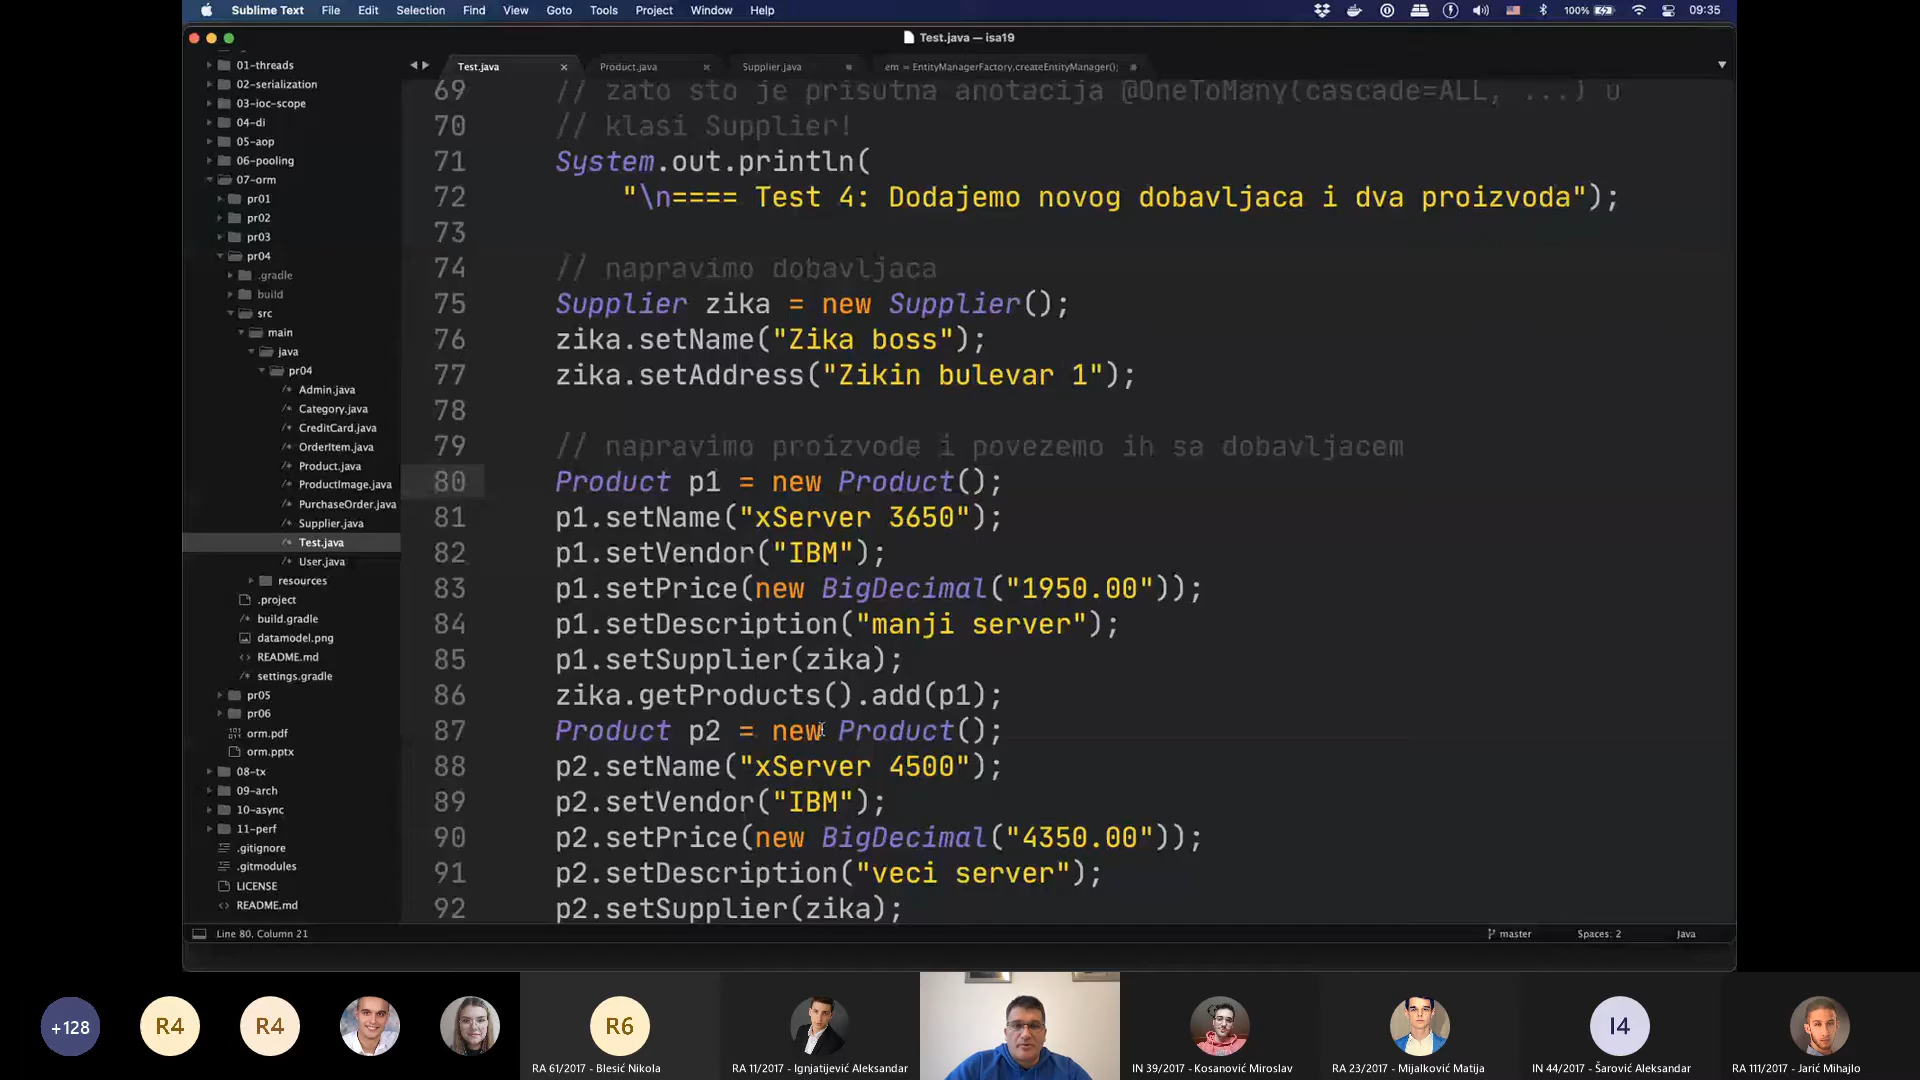 Sublime Text File Edit Selection Find View Goto Tools Project Window Help
100% 09:35
Test.java — isa19
Test.java
Product.java
Supplier.java
em = EntityManagerFactory.createEntityManager();
01-threads
02-serialization
03-ioc-scope
04-di
05-aop
06-pooling
07-orm
pr01
pr02
pr03
pr04
.gradle
build
src
main
java
pr04
Admin.java
Category.java
CreditCard.java
OrderItem.java
Product.java
ProductImage.java
PurchaseOrder.java
Supplier.java
Test.java
User.java
resources
.project
build.gradle
datamodel.png
README.md
settings.gradle
pr05
pr06
orm.pdf
orm.pptx
08-tx
09-arch
10-async
11-perf
.gitignore
.gitmodules
LICENSE
README.md
69 // zato sto je prisutna anotacija @OneToMany(cascade=ALL, ...) u
70 // klasi Supplier!
71 System.out.println(
72 "\n==== Test 4: Dodajemo novog dobavljaca i dva proizvoda");
73
74 // napravimo dobavljaca
75 Supplier zika = new Supplier();
76 zika.setName("Zika boss");
77 zika.setAddress("Zikin bulevar 1");
78
79 // napravimo proizvode i povezemo ih sa dobavljacem
80 Product p1 = new Product();
81 p1.setName("xServer 3650");
82 p1.setVendor("IBM");
83 p1.setPrice(new BigDecimal("1950.00"));
84 p1.setDescription("manji server");
85 p1.setSupplier(zika);
86 zika.getProducts().add(p1);
87 Product p2 = new Product();
88 p2.setName("xServer 4500");
89 p2.setVendor("IBM");
90 p2.setPrice(new BigDecimal("4350.00"));
91 p2.setDescription("veci server");
92 p2.setSupplier(zika);
Line 80, Column 21
master
Spaces: 2
Java
+128
R4
R4
R6
I4
RA 61/2017 - Blesić Nikola
RA 11/2017 - Ignjatijević Aleksandar
IN 39/2017 - Kosanović Miroslav
RA 23/2017 - Mijalković Matija
IN 44/2017 - Šarović Aleksandar
RA 111/2017 - Jarić Mihajlo